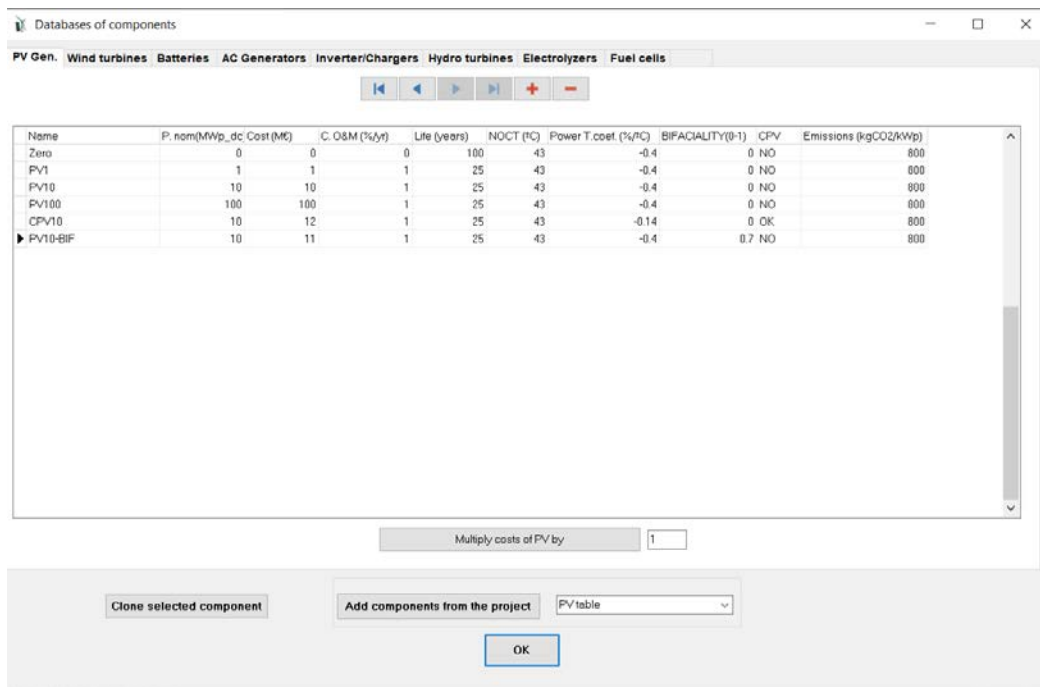 Databases of components
PV Gen. Wind turbines Batteries AC Generators Inverter/Chargers Hydro turbines Electrolyzers Fuel cells
Name P. nom(MWp_dc Cost (M€) C. O&M (%/yr) Life (years) NOCT (ºC) Power T.coef. (%/ºC) BIFACIALITY(0-1) CPV Emissions (kgCO2/kWp)
Zero 0 0 0 100 43 -0.4 0 NO 800
PV1 1 1 1 25 43 -0.4 0 NO 800
PV10 10 10 1 25 43 -0.4 0 NO 800
PV100 100 100 1 25 43 -0.4 0 NO 800
CPV10 10 12 1 25 43 -0.14 0 OK 800
PV10-BIF 10 11 1 25 43 -0.4 0.7 NO 800
Multiply costs of PV by 1
Clone selected component Add components from the project PV table
OK